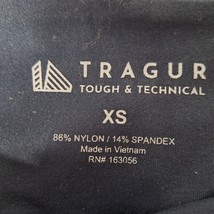 TRAGUR
TOUGH & TECHNICAL
XS
86% NYLON / 14% SPANDEX
Made in Vietnam
RN# 163056